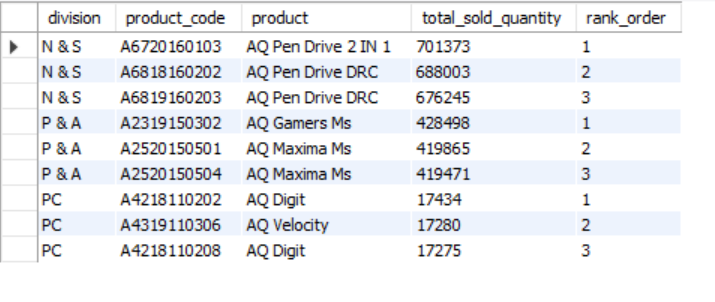 division product_code product total_sold_quantity rank_order
N & S A6720160103 AQ Pen Drive 2 IN 1 701373 1
N & S A6818160202 AQ Pen Drive DRC 688003 2
N & S A6819160203 AQ Pen Drive DRC 676245 3
P & A A2319150302 AQ Gamers Ms 428498 1
P & A A2520150501 AQ Maxima Ms 419865 2
P & A A2520150504 AQ Maxima Ms 419471 3
PC A4218110202 AQ Digit 17434 1
PC A4319110306 AQ Velocity 17280 2
PC A4218110208 AQ Digit 17275 3